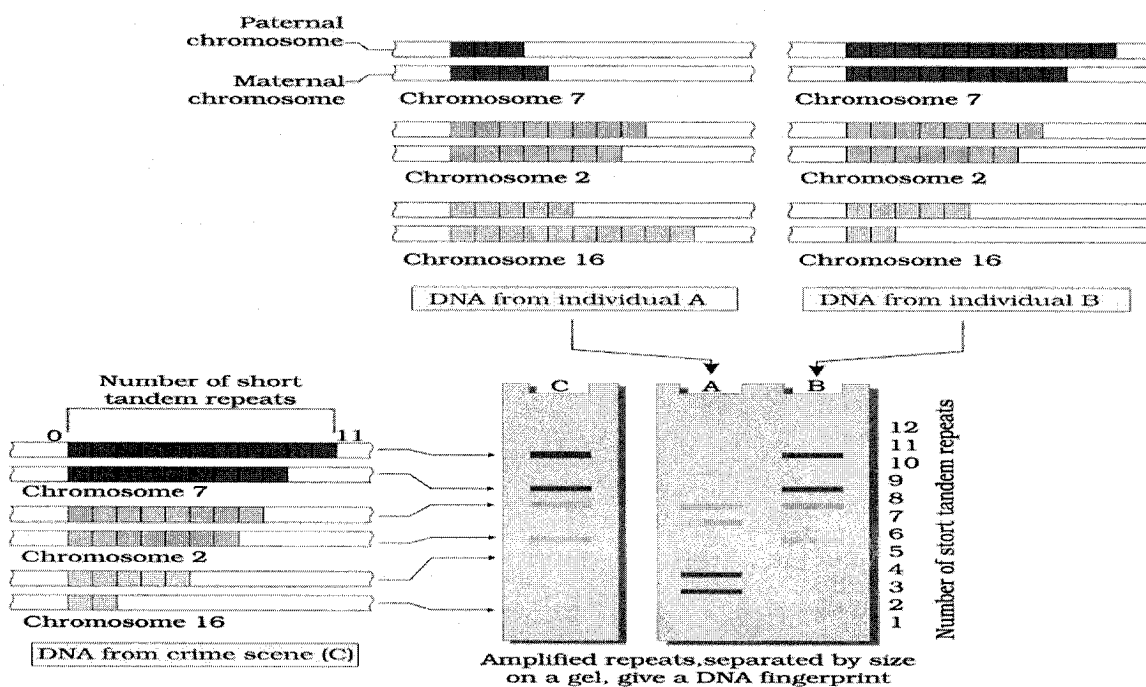 Paternal
chromosome
Maternal
chromosome
Chromosome 7
Chromosome 7
Chromosome 2
Chromosome 2
Chromosome 16
Chromosome 16
DNA from individual A
DNA from individual B
Number of short
tandem repeats
0
11
Chromosome 7
Chromosome 2
Chromosome 16
DNA from crime scene (C)
C
A
B
12
11
10
9
8
7
6
5
4
3
2
1
Number of stort tandem repeats
Amplified repeats,separated by size
on a gel, give a DNA fingerprint